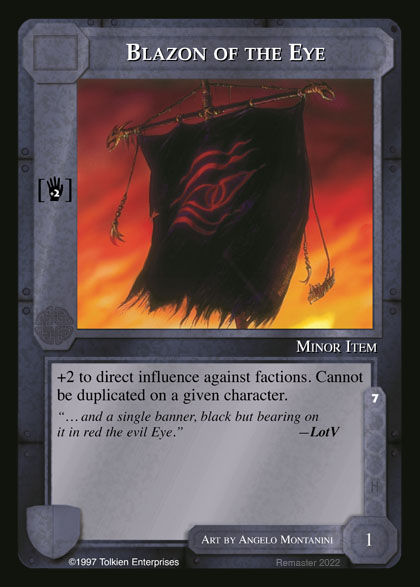 BLAZON OF THE EYE
[+2]
MINOR ITEM
+2 to direct influence against factions. Cannot
be duplicated on a given character.
“… and a single banner, black but bearing on
it in red the evil Eye.” —LotV
7
H
ART BY ANGELO MONTANINI
1
©1997 Tolkien Enterprises
Remaster 2022